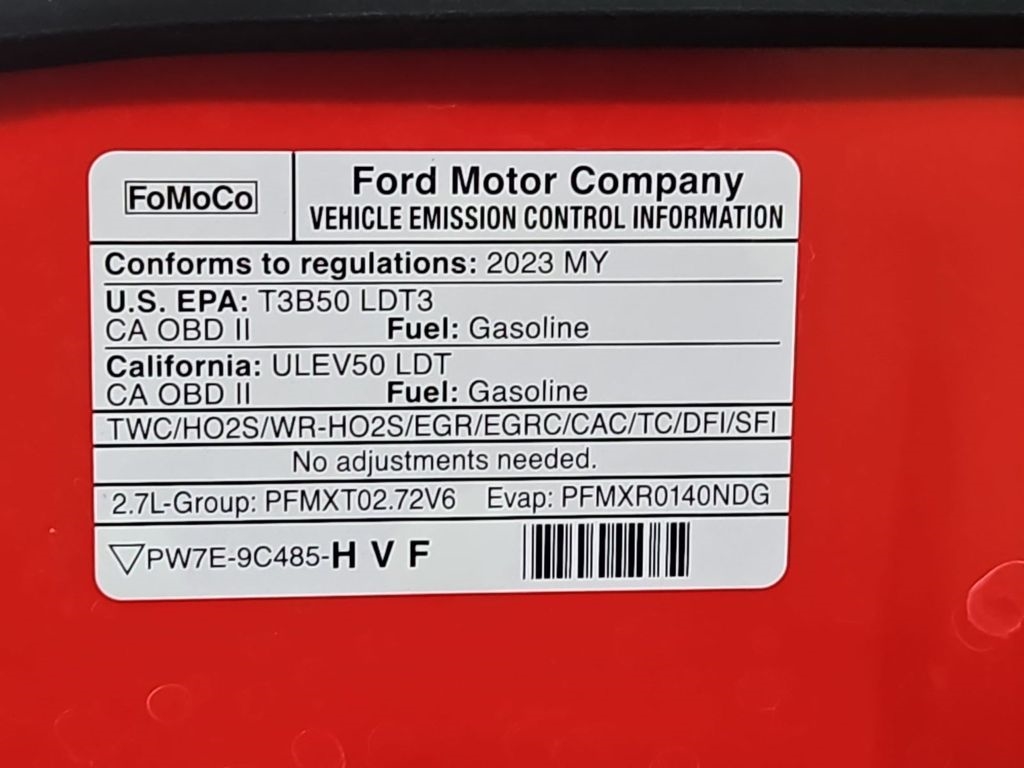 FoMoCo
Ford Motor Company
VEHICLE EMISSION CONTROL INFORMATION
Conforms to regulations: 2023 MY
U.S. EPA: T3B50 LDT3
CA OBD II Fuel: Gasoline
California: ULEV50 LDT
CA OBD II Fuel: Gasoline
TWC/HO2S/WR-HO2S/EGR/EGRC/CAC/TC/DFI/SFI
No adjustments needed.
2.7L-Group: PFMXT02.72V6 Evap: PFMXR0140NDG
PW7E-9C485-H V F